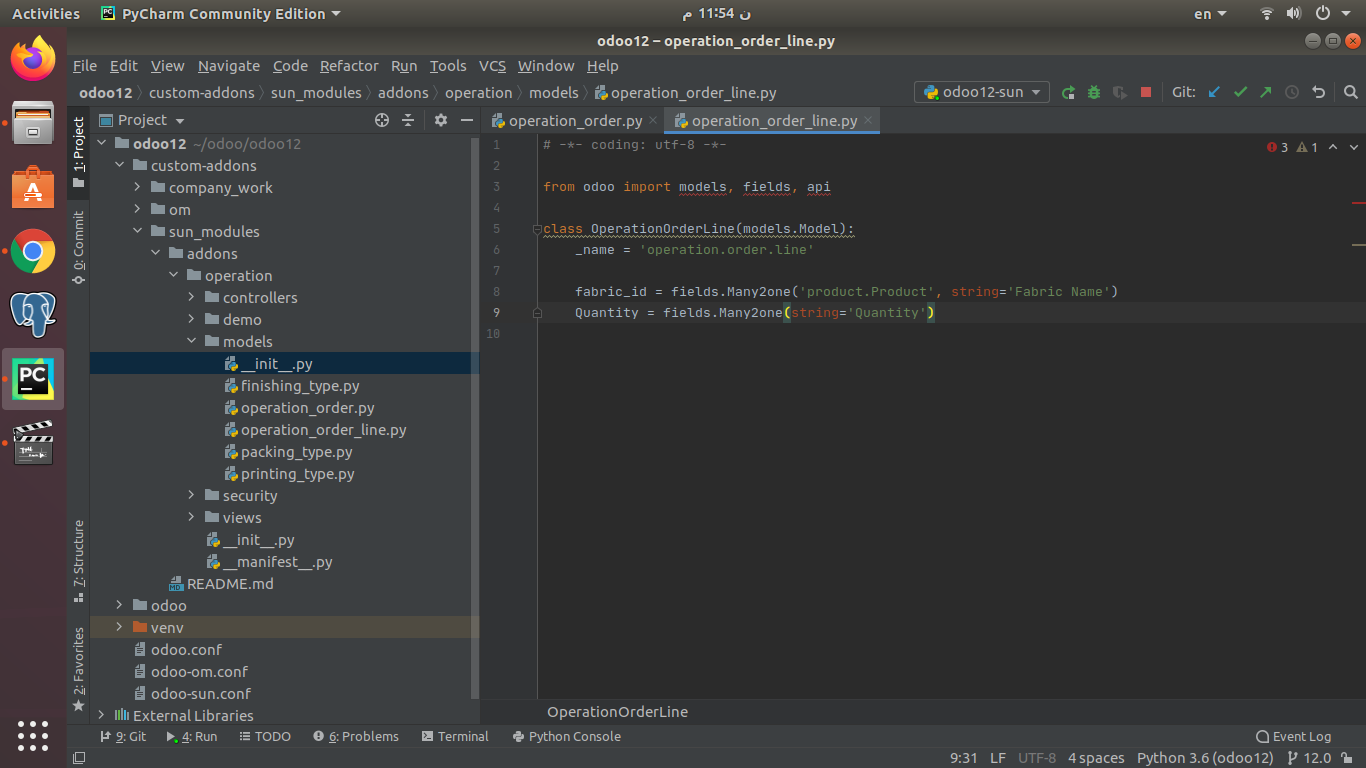 Activities PyCharm Community Edition ن 11:54 م en
odoo12 – operation_order_line.py
File Edit View Navigate Code Refactor Run Tools VCS Window Help
odoo12 custom-addons sun_modules addons operation models operation_order_line.py odoo12-sun Git:
1: Project
0: Commit
7: Structure
2: Favorites
Project
odoo12 ~/odoo/odoo12
custom-addons
company_work
om
sun_modules
addons
operation
controllers
demo
models
__init__.py
finishing_type.py
operation_order.py
operation_order_line.py
packing_type.py
printing_type.py
security
views
__init__.py
__manifest__.py
README.md
odoo
venv
odoo.conf
odoo-om.conf
odoo-sun.conf
External Libraries
operation_order.py operation_order_line.py
3 1
1 # -*- coding: utf-8 -*-
2
3 from odoo import models, fields, api
4
5 class OperationOrderLine(models.Model):
6 _name = 'operation.order.line'
7
8 fabric_id = fields.Many2one('product.Product', string='Fabric Name')
9 Quantity = fields.Many2one(string='Quantity')
10
OperationOrderLine
9: Git 4: Run TODO 6: Problems Terminal Python Console Event Log
9:31 LF UTF-8 4 spaces Python 3.6 (odoo12) 12.0